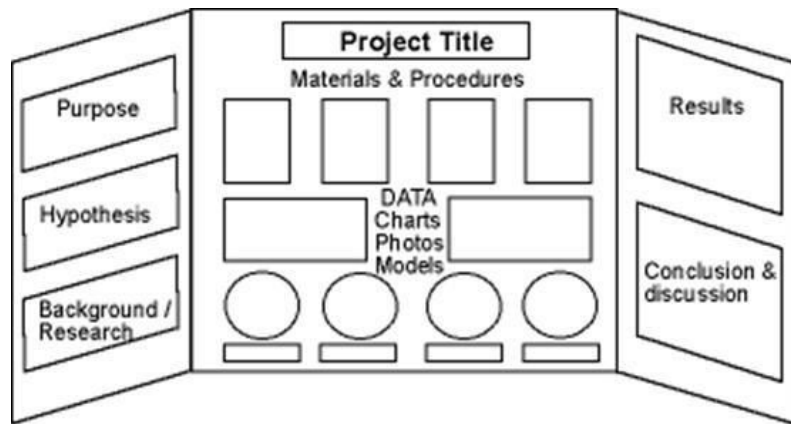 Project Title
Materials & Procedures
Purpose
Hypothesis
Background /
Research
DATA
Charts
Photos
Models
Results
Conclusion &
discussion